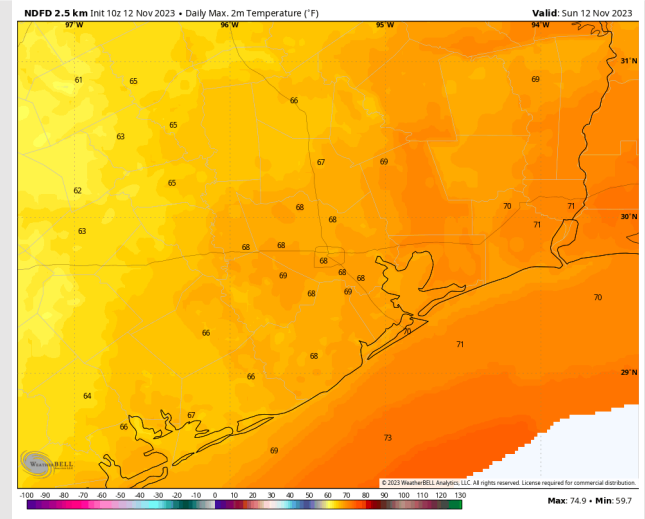 NDFD 2.5 km Init 10z 12 Nov 2023 • Daily Max. 2m Temperature (°F)
Valid: Sun 12 Nov 2023
97°W 96°W 95°W 94°W
31°N
61 65 69
66
65
63
67 69
65
62
68 70 71
68 71 30°N
63
68 68
68
69 68 68
68 69 70
66 70
71
68 29°N
66
64
67
66
73
69
WeatherBELL
© 2023 WeatherBELL Analytics, LLC. All rights reserved. License required for commercial distribution.
-100 -90 -80 -70 -60 -50 -40 -30 -20 -10 0 10 20 30 40 50 60 70 80 90 100 110 120 130
Max: 74.9 • Min: 59.7